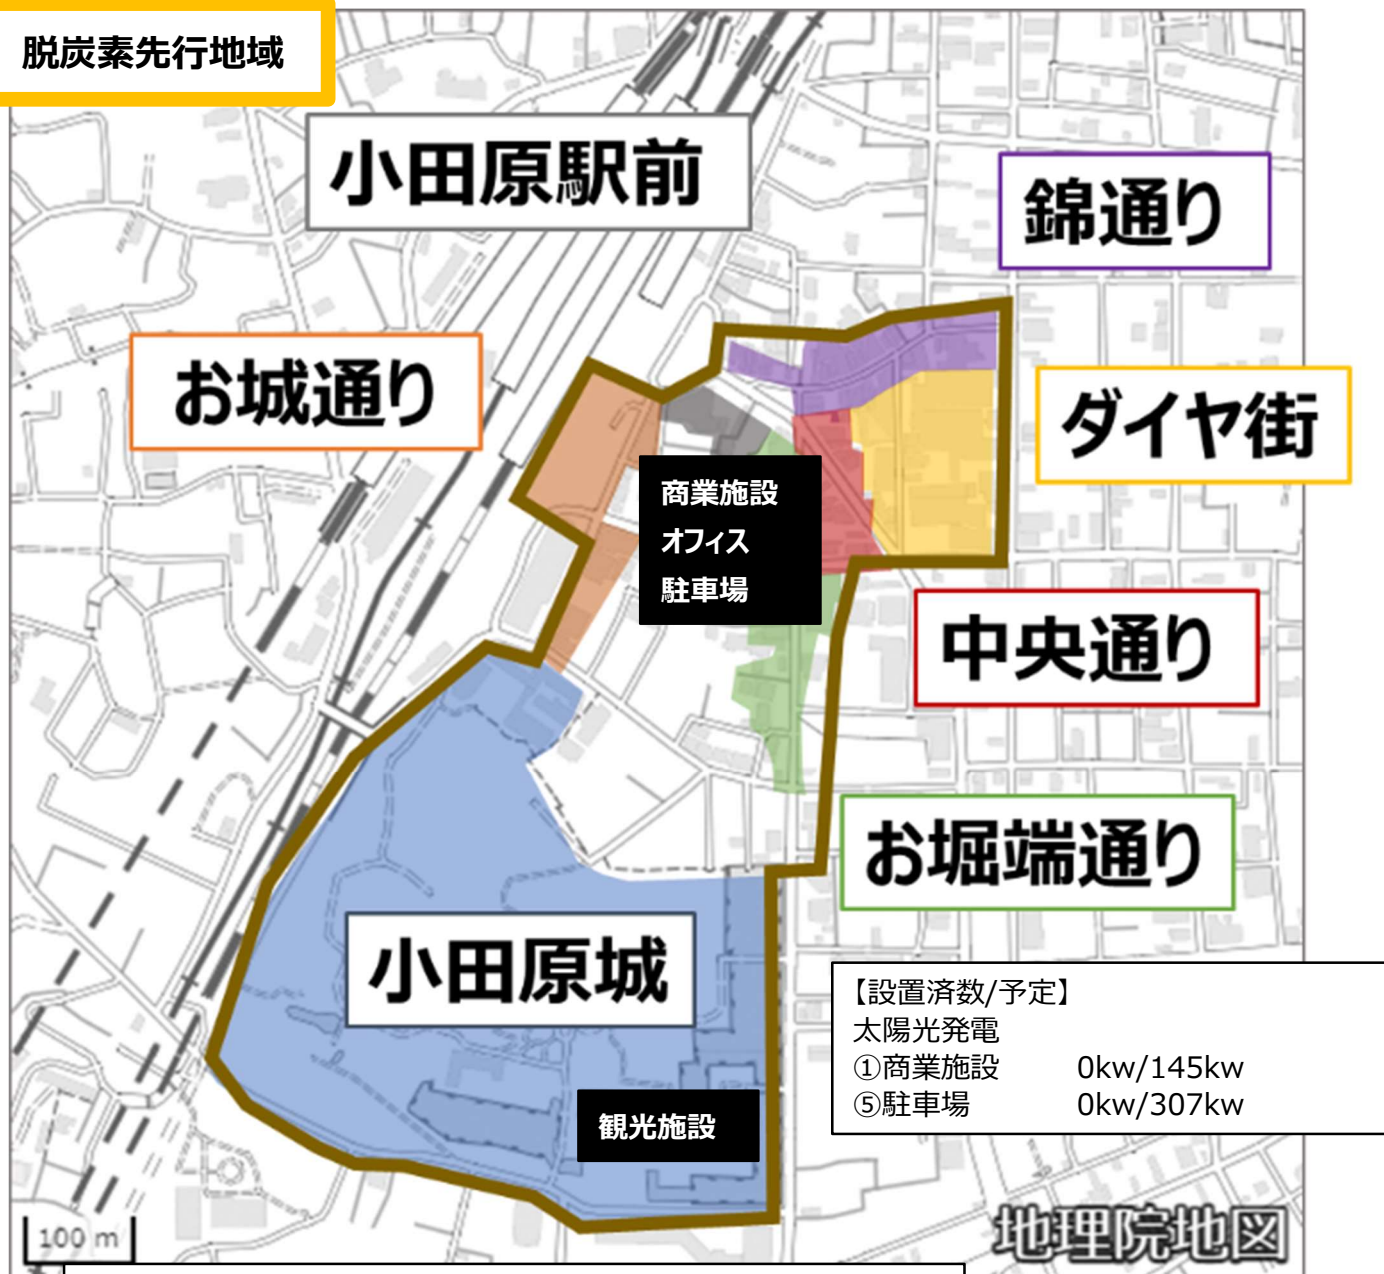 脱炭素先行地域
小田原駅前
錦通り
お城通り
ダイヤ街
商業施設
オフィス
駐車場
中央通り
お堀端通り
小田原城
【設置済数/予定】
太陽光発電
①商業施設 0kw/145kw
⑤駐車場 0kw/307kw
観光施設
100 m
地理院地図